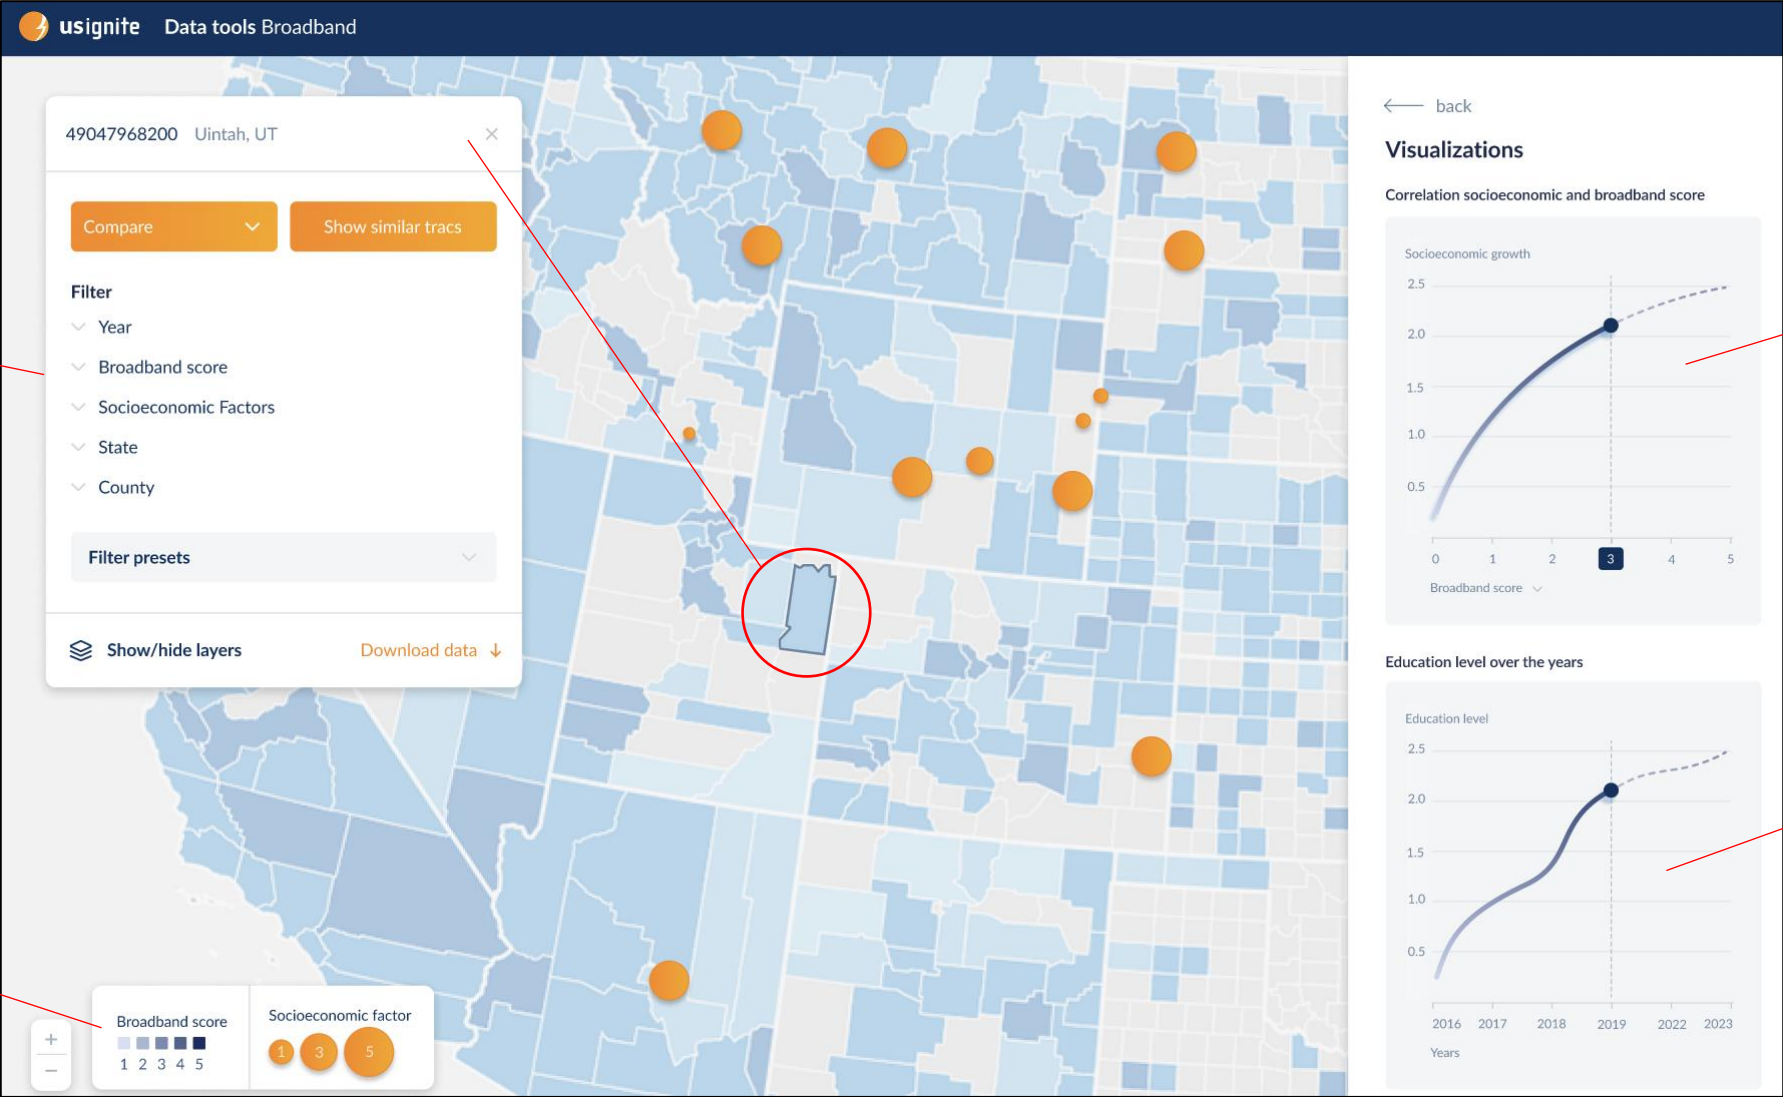 usignite Data tools Broadband
49047968200 Uintah, UT
Compare
Show similar tracs
Filter
Year
Broadband score
Socioeconomic Factors
State
County
Filter presets
Show/hide layers
Download data
Broadband score
1 2 3 4 5
Socioeconomic factor
1 3 5
+
−
back
Visualizations
Correlation socioeconomic and broadband score
Socioeconomic growth
2.5
2.0
1.5
1.0
0.5
0 1 2 3 4 5
Broadband score
Education level over the years
Education level
2.5
2.0
1.5
1.0
0.5
2016 2017 2018 2019 2022 2023
Years